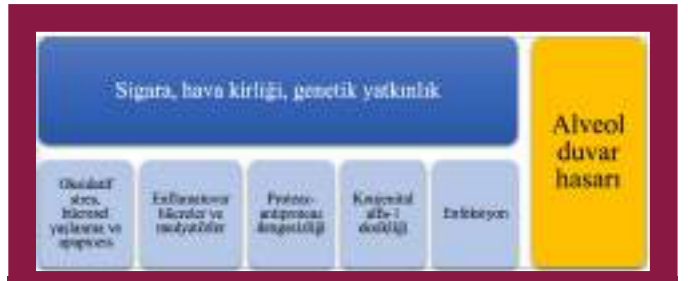 Sigara, hava kirliği, genetik yatkınlık
Alveol
duvar
hasarı
Oksidatif
stres,
hücresel
yaşlanma ve
apoptozis
Enflamatuvar
hücreler ve
medyatörler
Proteaz-
antiproteaz
dengesizliği
Konjenital
alfa-1
eksikliği
Enfeksiyon